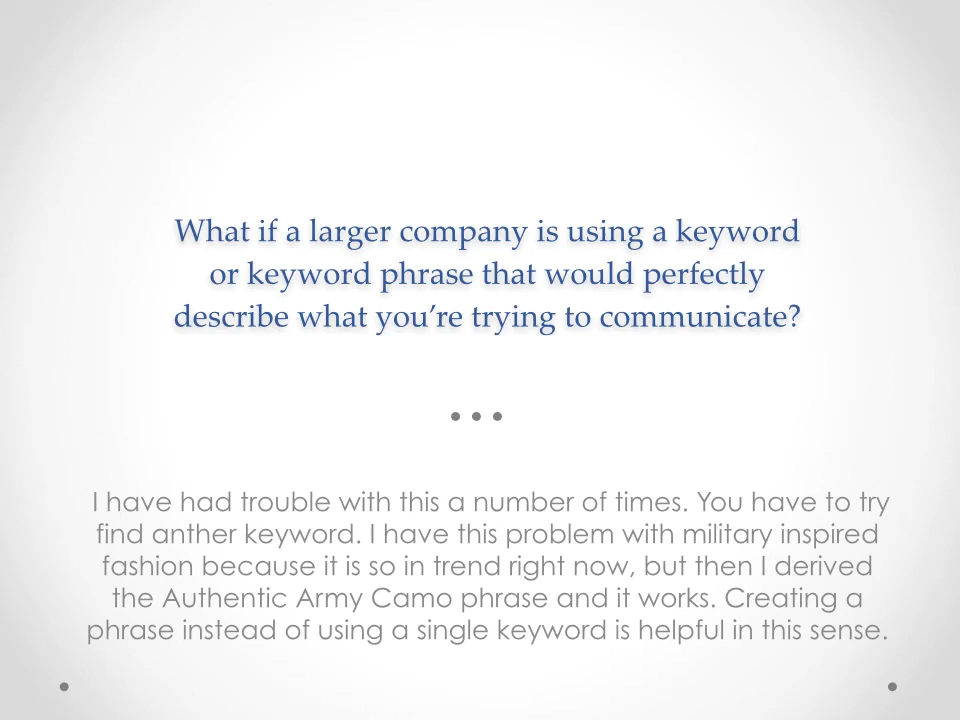 What if a larger company is using a keyword
or keyword phrase that would perfectly
describe what you’re trying to communicate?
I have had trouble with this a number of times. You have to try
find anther keyword. I have this problem with military inspired
fashion because it is so in trend right now, but then I derived
the Authentic Army Camo phrase and it works. Creating a
phrase instead of using a single keyword is helpful in this sense.